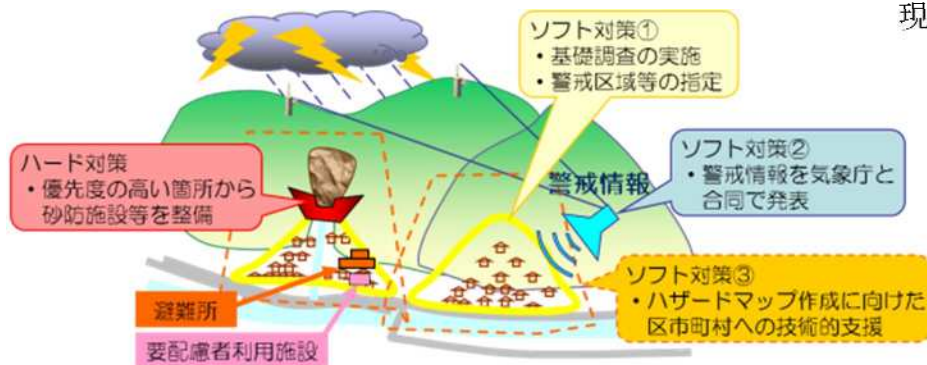 現
ソフト対策①
・基礎調査の実施
・警戒区域等の指定
ハード対策
・優先度の高い箇所から
砂防施設等を整備
警戒情報
ソフト対策②
・警戒情報を気象庁と
合同で発表
ソフト対策③
・ハザードマップ作成に向けた
区市町村への技術的支援
避難所
要配慮者利用施設